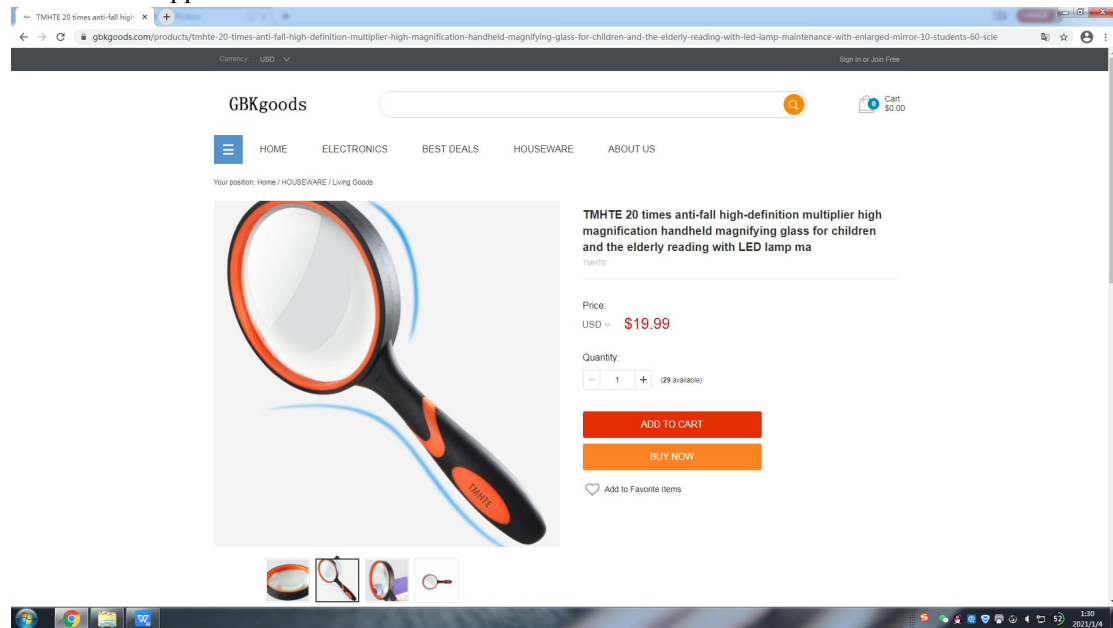 TMHTE 20 times anti-fall high-
gbkgoods.com/products/tmhte-20-times-anti-fall-high-definition-multiplier-high-magnification-handheld-magnifying-glass-for-children-and-the-elderly-reading-with-led-lamp-maintenance-with-enlarged-mirror-10-students-60-scie
Currency: USD
Sign In or Join Free
GBKgoods
0
Cart
$0.00
HOME ELECTRONICS BEST DEALS HOUSEWARE ABOUT US
Your position: Home / HOUSEWARE / Living Goods
TMHTE 20 times anti-fall high-definition multiplier high
magnification handheld magnifying glass for children
and the elderly reading with LED lamp ma
TMHTE
Price:
USD $19.99
Quantity:
1 + (29 available)
ADD TO CART
BUY NOW
Add to Favorite Items
TMHTE
52
1:30
2021/1/4